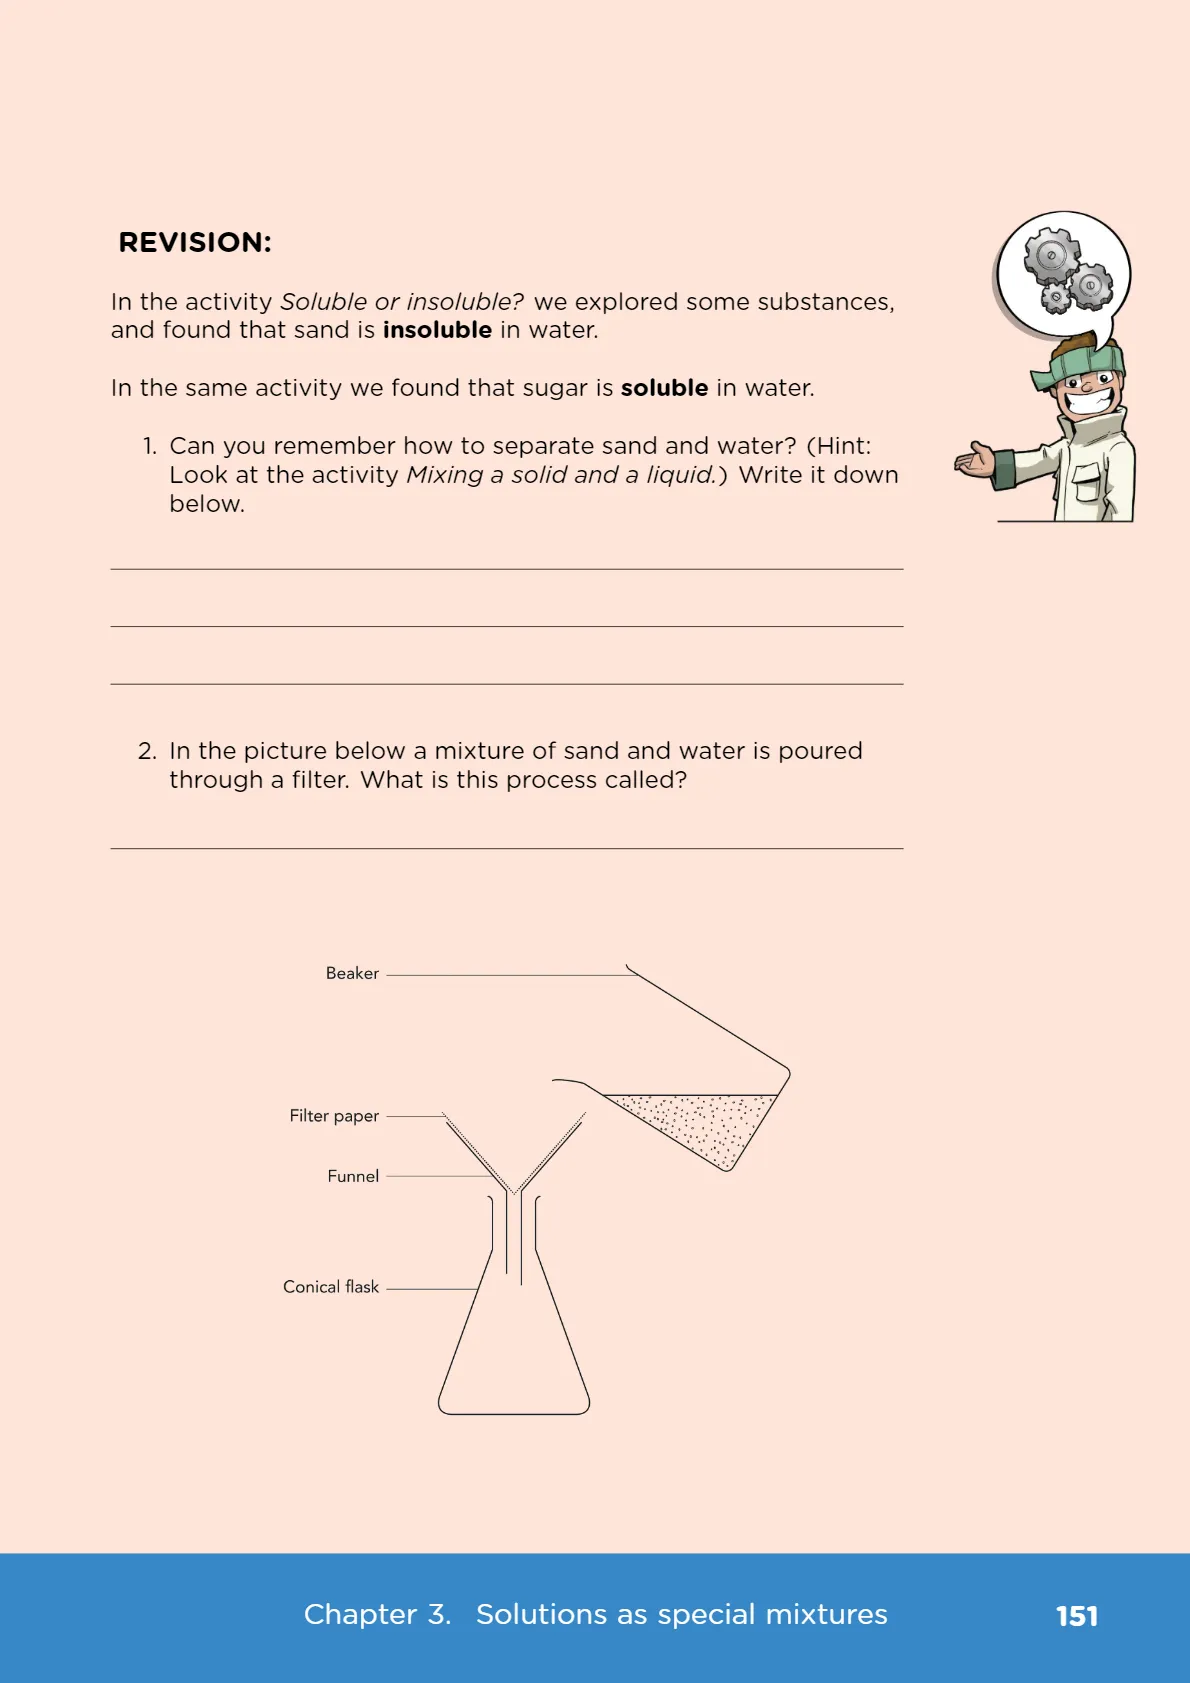 REVISION:
In the activity Soluble or insoluble? we explored some substances,
and found that sand is insoluble in water.
In the same activity we found that sugar is soluble in water.
1. Can you remember how to separate sand and water? (Hint:
Look at the activity Mixing a solid and a liquid.) Write it down
below.
2. In the picture below a mixture of sand and water is poured
through a filter. What is this process called?
Beaker
Filter paper
Funnel
Conical flask
Chapter 3. Solutions as special mixtures 151